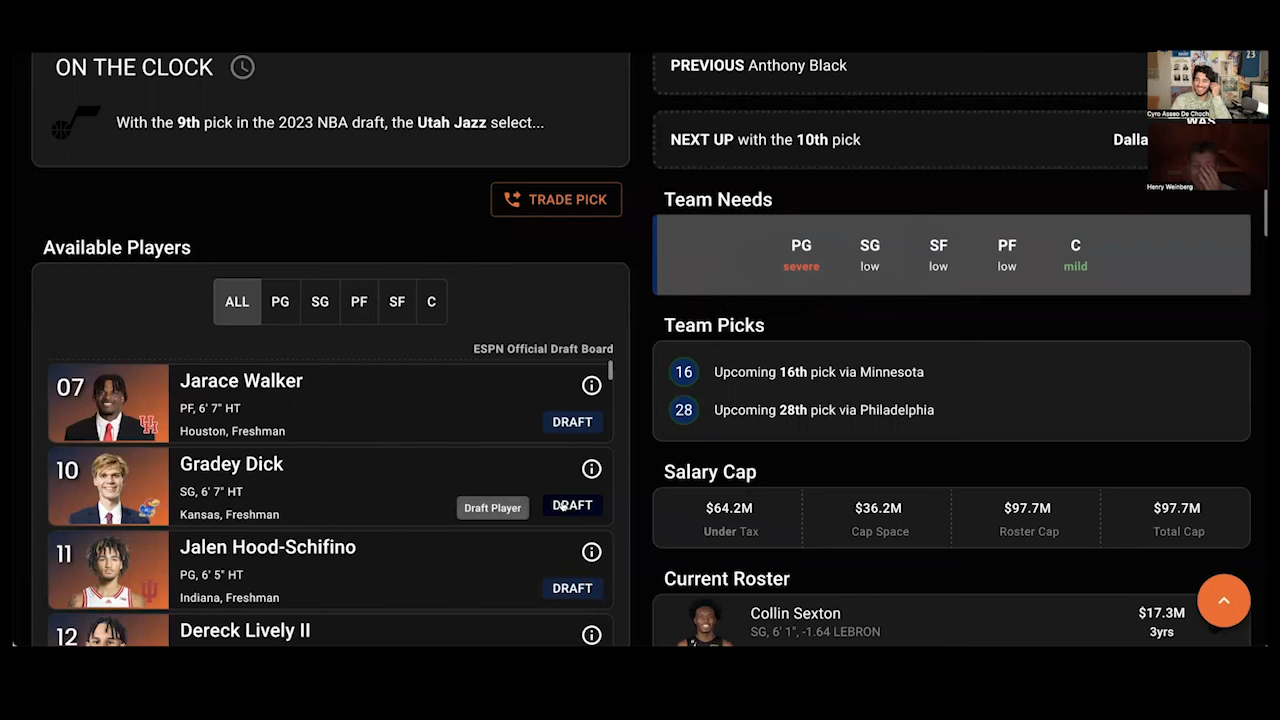 ON THE CLOCK
With the 9th pick in the 2023 NBA draft, the Utah Jazz select...
TRADE PICK
Available Players
ALL PG SG PF SF C
ESPN Official Draft Board
07 Jarace Walker
PF, 6' 7" HT
Houston, Freshman
DRAFT
10 Gradey Dick
SG, 6' 7" HT
Kansas, Freshman
Draft Player DRAFT
11 Jalen Hood-Schifino
PG, 6' 5" HT
Indiana, Freshman
DRAFT
12 Dereck Lively II
PREVIOUS Anthony Black
NEXT UP with the 10th pick Dalla
Team Needs
PG SG SF PF C
severe low low low mild
Team Picks
16 Upcoming 16th pick via Minnesota
28 Upcoming 28th pick via Philadelphia
Salary Cap
$64.2M $36.2M $97.7M $97.7M
Under Tax Cap Space Roster Cap Total Cap
Current Roster
Collin Sexton $17.3M
SG, 6' 1", -1.64 LEBRON 3yrs
23
Cyro Asseo De Choch
WAS
Henry Weinberg